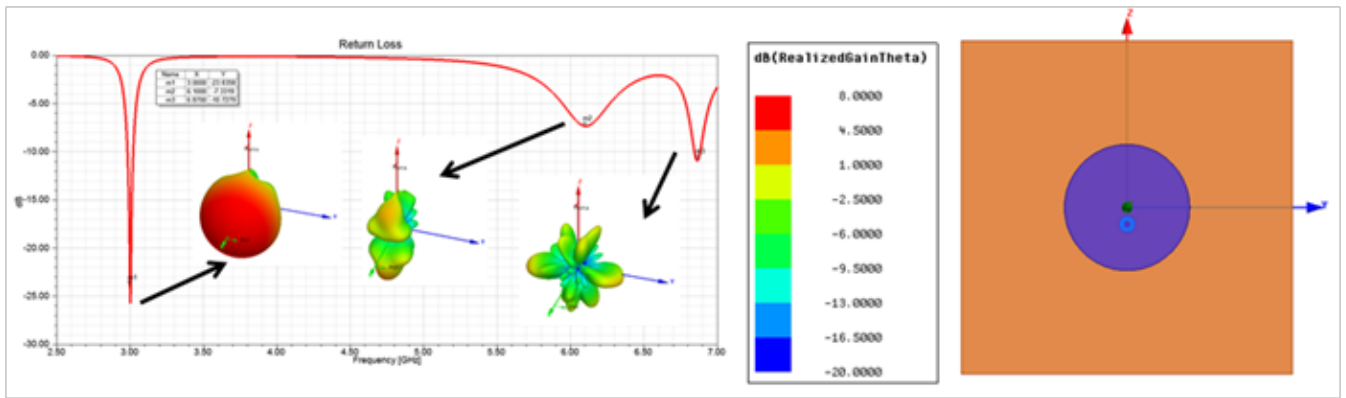 Return Loss
0.00
-5.00
-10.00
-15.00
-20.00
-25.00
-30.00
dB
Name X Y
m1
m2
m3
m2
2.50 3.00 3.50 4.00 4.50 5.00 5.50 6.00 6.50 7.00
Frequency [GHz]
dB(RealizedGainTheta)
8.0000
4.5000
1.0000
-2.5000
-6.0000
-9.5000
-13.0000
-16.5000
-20.0000
Z
Y